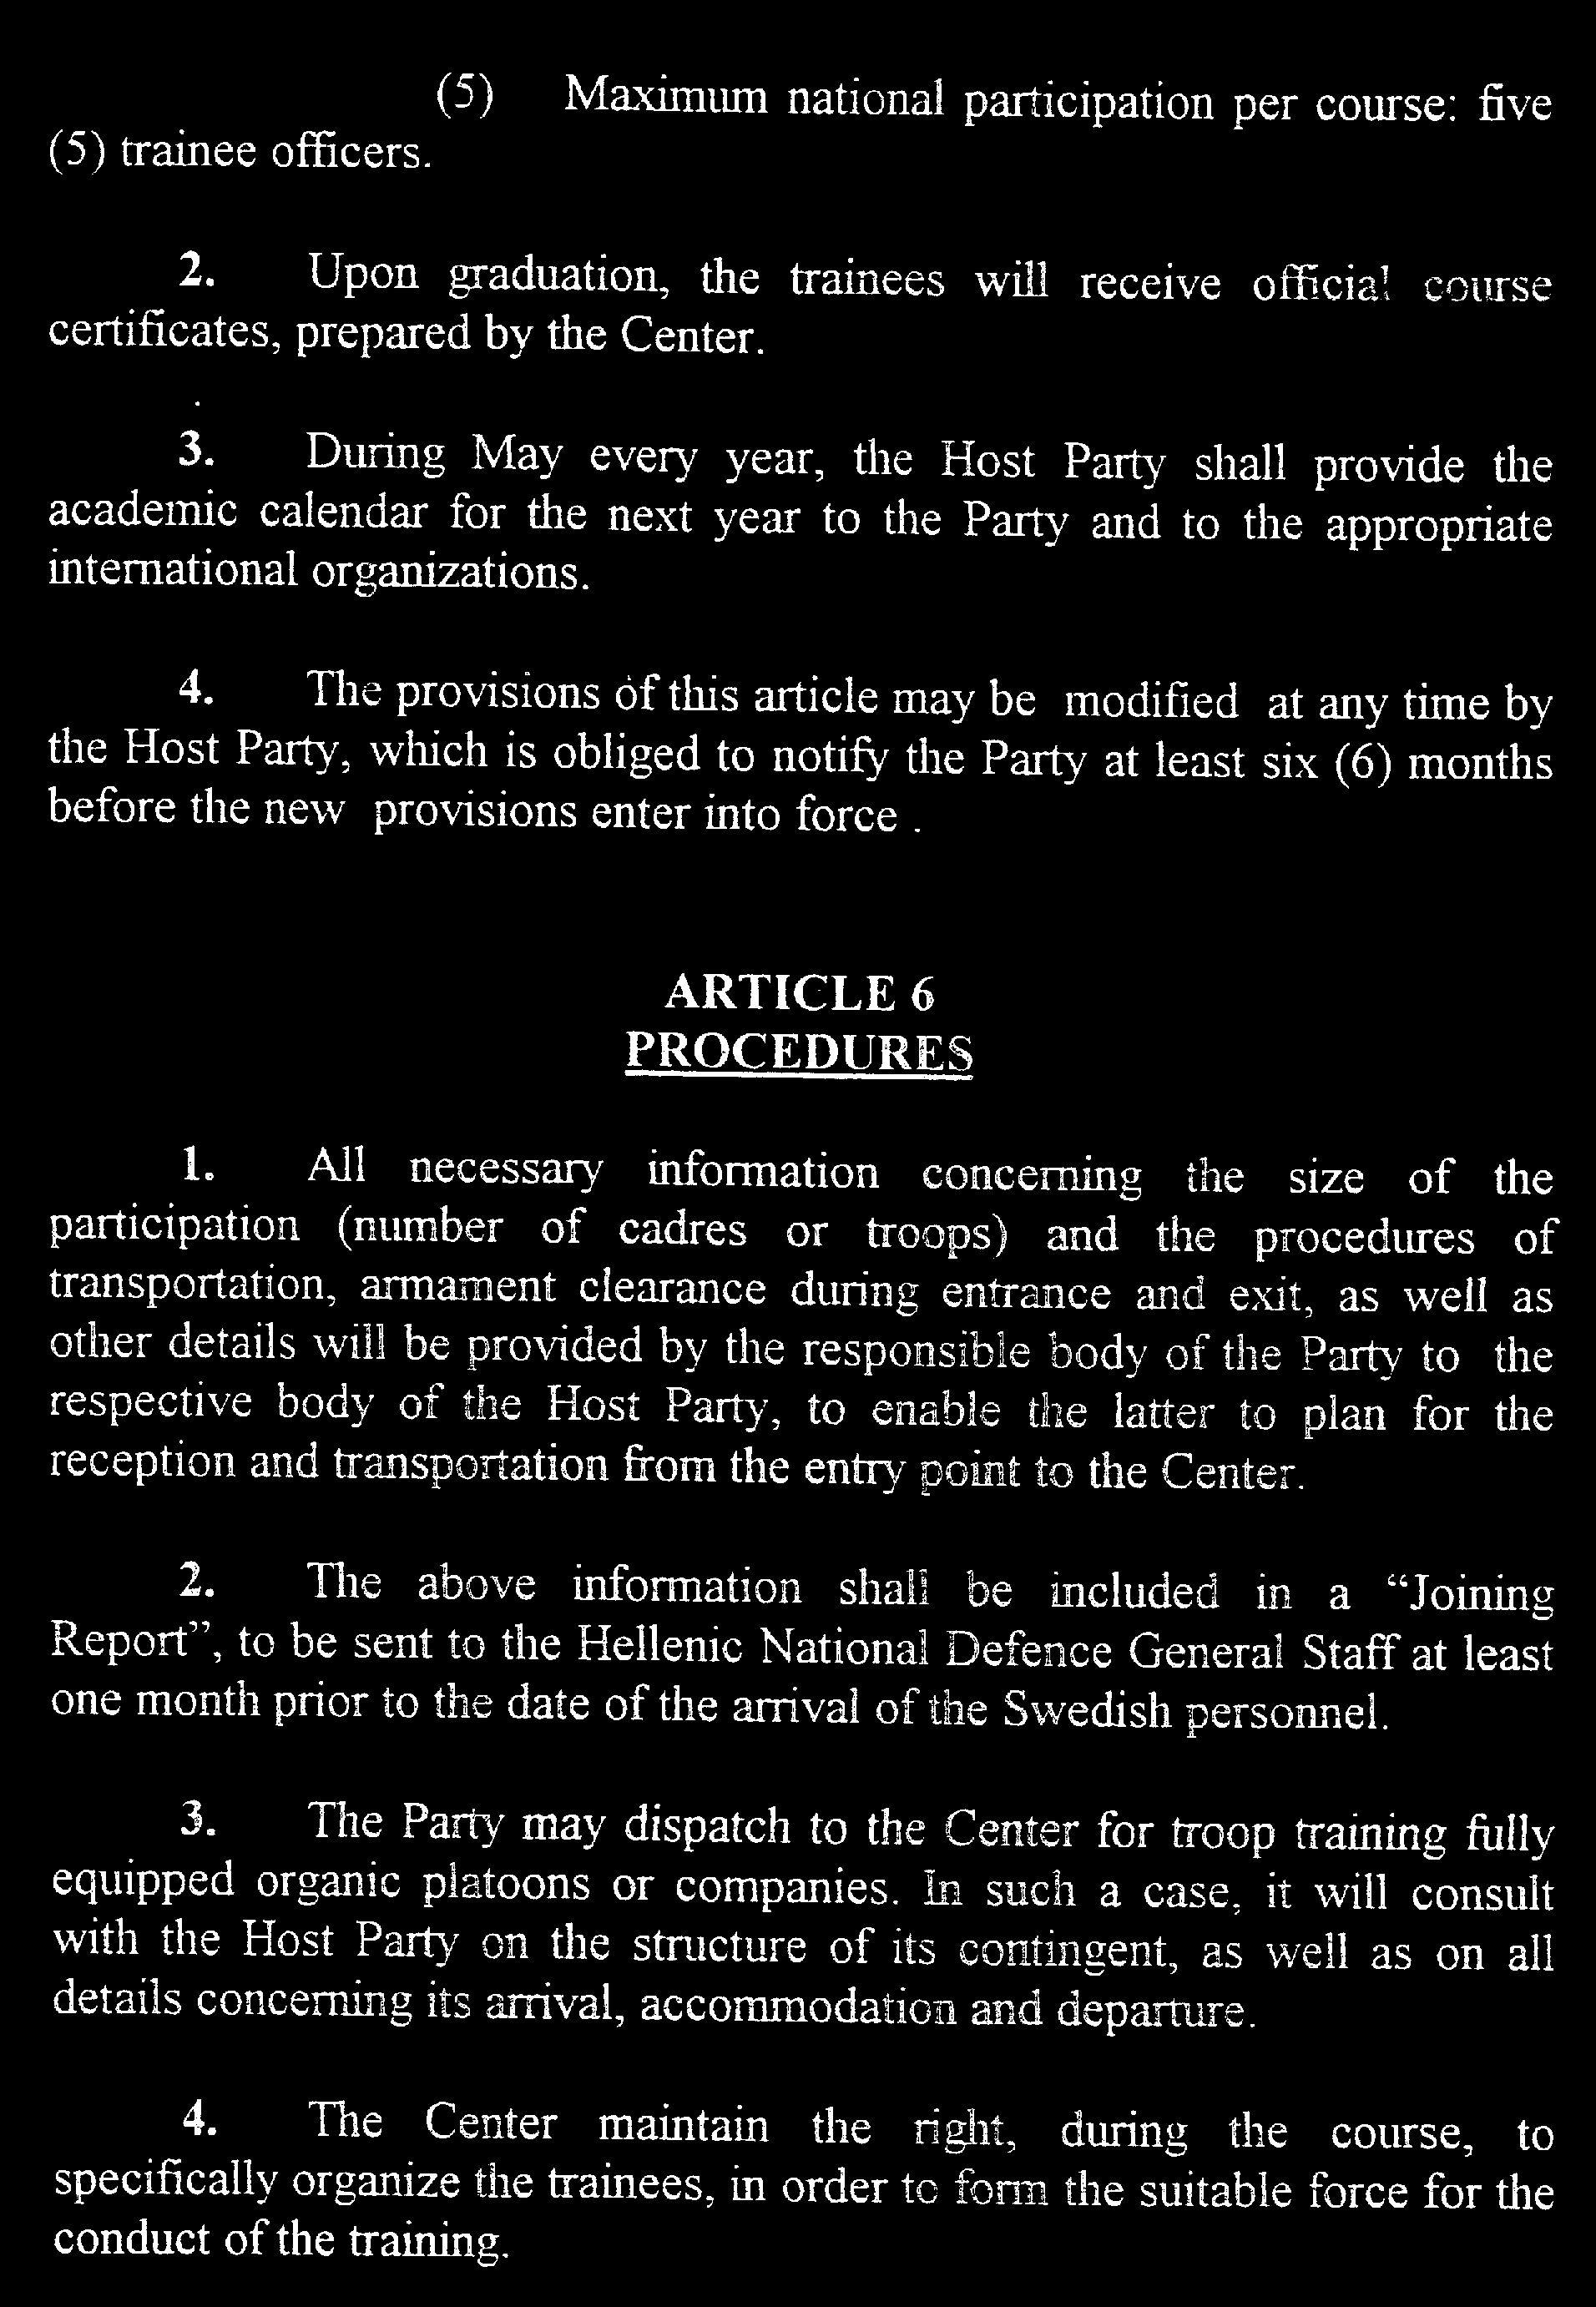 (5) Maximum national participation per course: five
(5) trainee officers.
2. Upon graduation, the trainees will receive official course
certificates, prepared by the Center.
3. During May every year, the Host Party shall provide the
academic calendar for the next year to the Party and to the appropriate
international organizations.
4. The provisions of this article may be modified at any time by
the Host Party, which is obliged to notify the Party at least six (6) months
before the new provisions enter into force .
ARTICLE 6
PROCEDURES
1. All necessary information concerning the size of the
participation (number of cadres or troops) and the procedures of
transportation, armament clearance during entrance and exit, as well as
other details will be provided by the responsible body of the Party to the
respective body of the Host Party, to enable the latter to plan for the
reception and transportation from the entry point to the Center.
2. The above information shall be included in a “Joining
Report”, to be sent to the Hellenic National Defence General Staff at least
one month prior to the date of the arrival of the Swedish personnel.
3. The Party may dispatch to the Center for troop training fully
equipped organic platoons or companies. In such a case, it will consult
with the Host Party on the structure of its contingent, as well as on all
details concerning its arrival, accommodation and departure.
4. The Center maintain the right, during the course, to
specifically organize the trainees, in order to form the suitable force for the
conduct of the training.